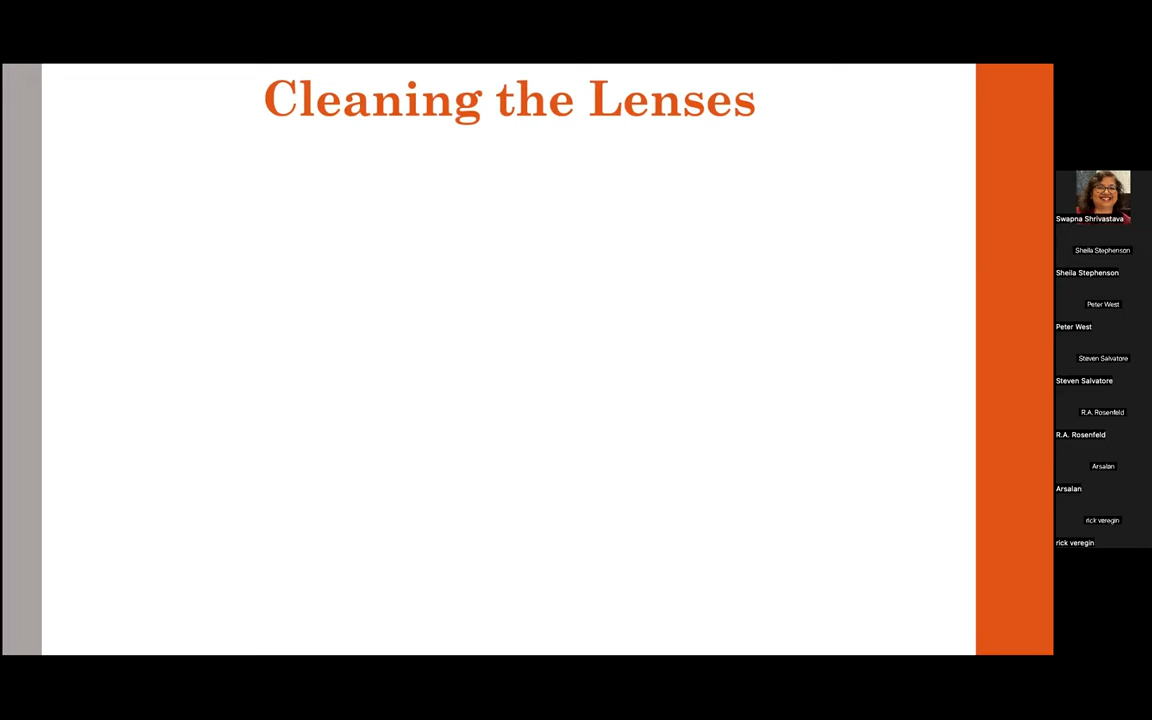 Cleaning the Lenses
Swapna Shrivastava
Sheila Stephenson
Sheila Stephenson
Peter West
Peter West
Steven Salvatore
Steven Salvatore
R.A. Rosenfeld
R.A. Rosenfeld
Arsalan
Arsalan
rick veregin
rick veregin